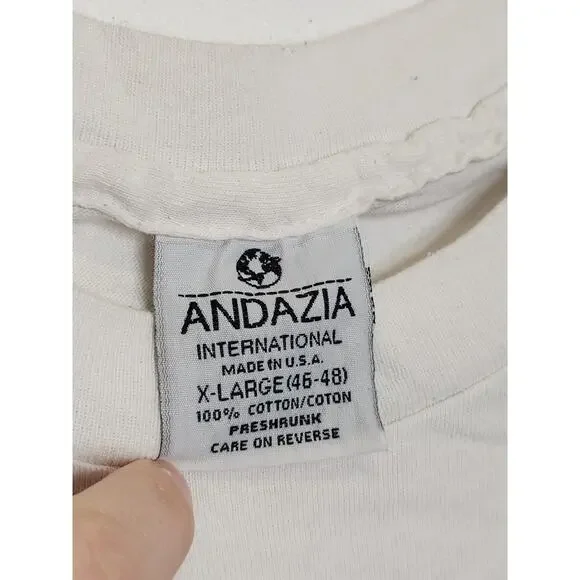 ANDAZIA
INTERNATIONAL
MADE IN U.S.A.
X-LARGE (46-48)
100% COTTON/COTON
PRESHRUNK
CARE ON REVERSE